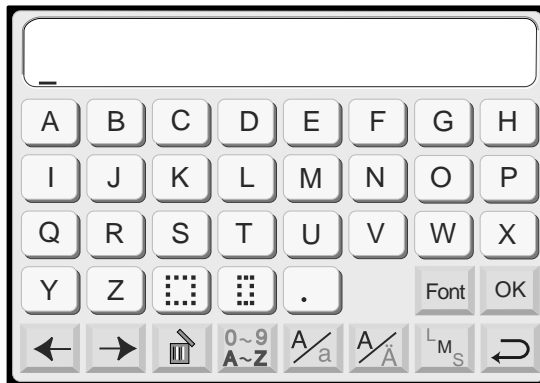 _
A B C D E F G H
I J K L M N O P
Q R S T U V W X
Y Z . Font OK
0~9
A~Z A/a A/Ä L M S